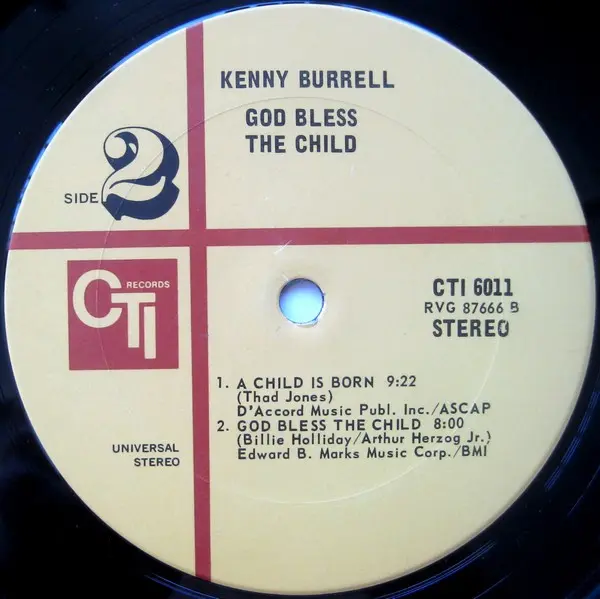 KENNY BURRELL
GOD BLESS
THE CHILD
SIDE 2
CTI
RECORDS
CTI 6011
RVG 87666 B
STEREO
1. A CHILD IS BORN 9:22
(Thad Jones)
D'Accord Music Publ. Inc./ASCAP
2. GOD BLESS THE CHILD 8:00
(Billie Holliday/Arthur Herzog Jr.)
Edward B. Marks Music Corp./BMI
UNIVERSAL
STEREO